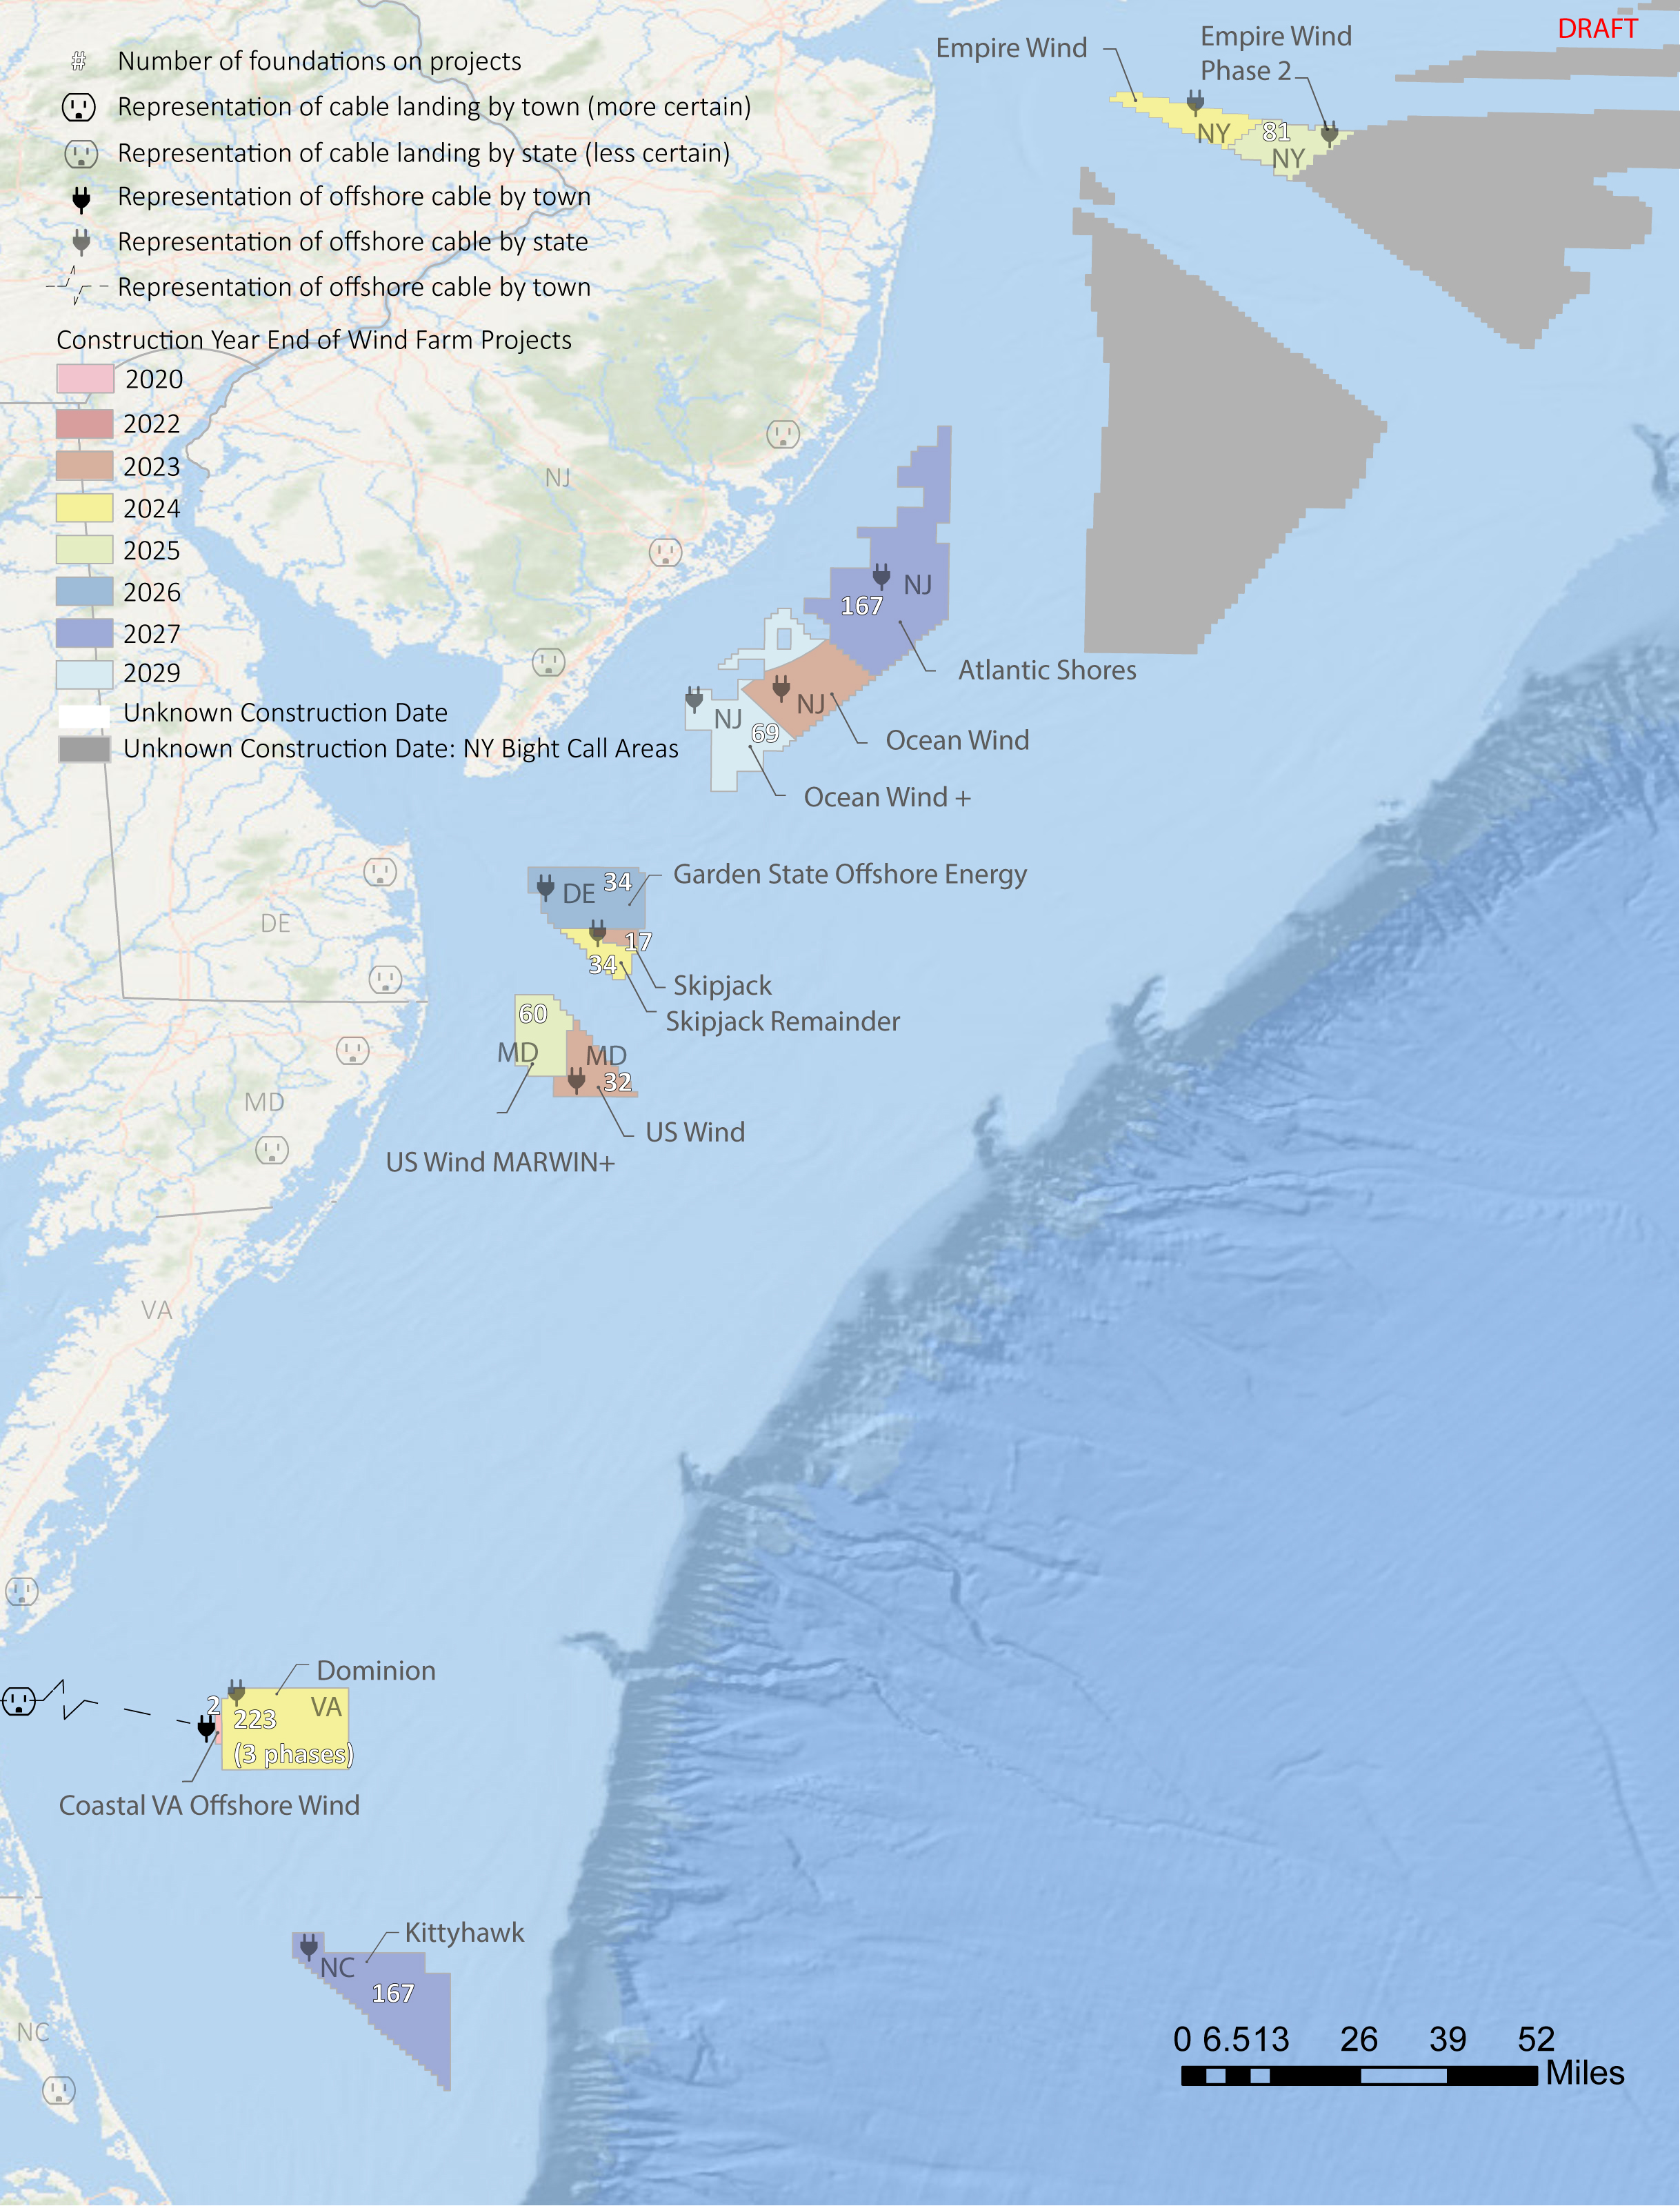 DRAFT
Number of foundations on projects
#
Representation of cable landing by town (more certain)
Representation of cable landing by state (less certain)
Representation of offshore cable by town
Representation of offshore cable by state
Representation of offshore cable by town
Construction Year End of Wind Farm Projects
2020
2022
2023
2024
2025
2026
2027
2029
Unknown Construction Date
Unknown Construction Date: NY Bight Call Areas
Empire Wind
Empire Wind
Phase 2
NY
81
NY
NJ
NJ
167
Atlantic Shores
NJ
Ocean Wind
NJ
69
Ocean Wind +
DE
34
Garden State Offshore Energy
DE
17
34
Skipjack
Skipjack Remainder
60
MD
MD
32
US Wind
US Wind MARWIN+
MD
VA
Dominion
2
VA
223
(3 phases)
Coastal VA Offshore Wind
Kittyhawk
NC
167
NC
0 6.5 13 26 39 52
Miles